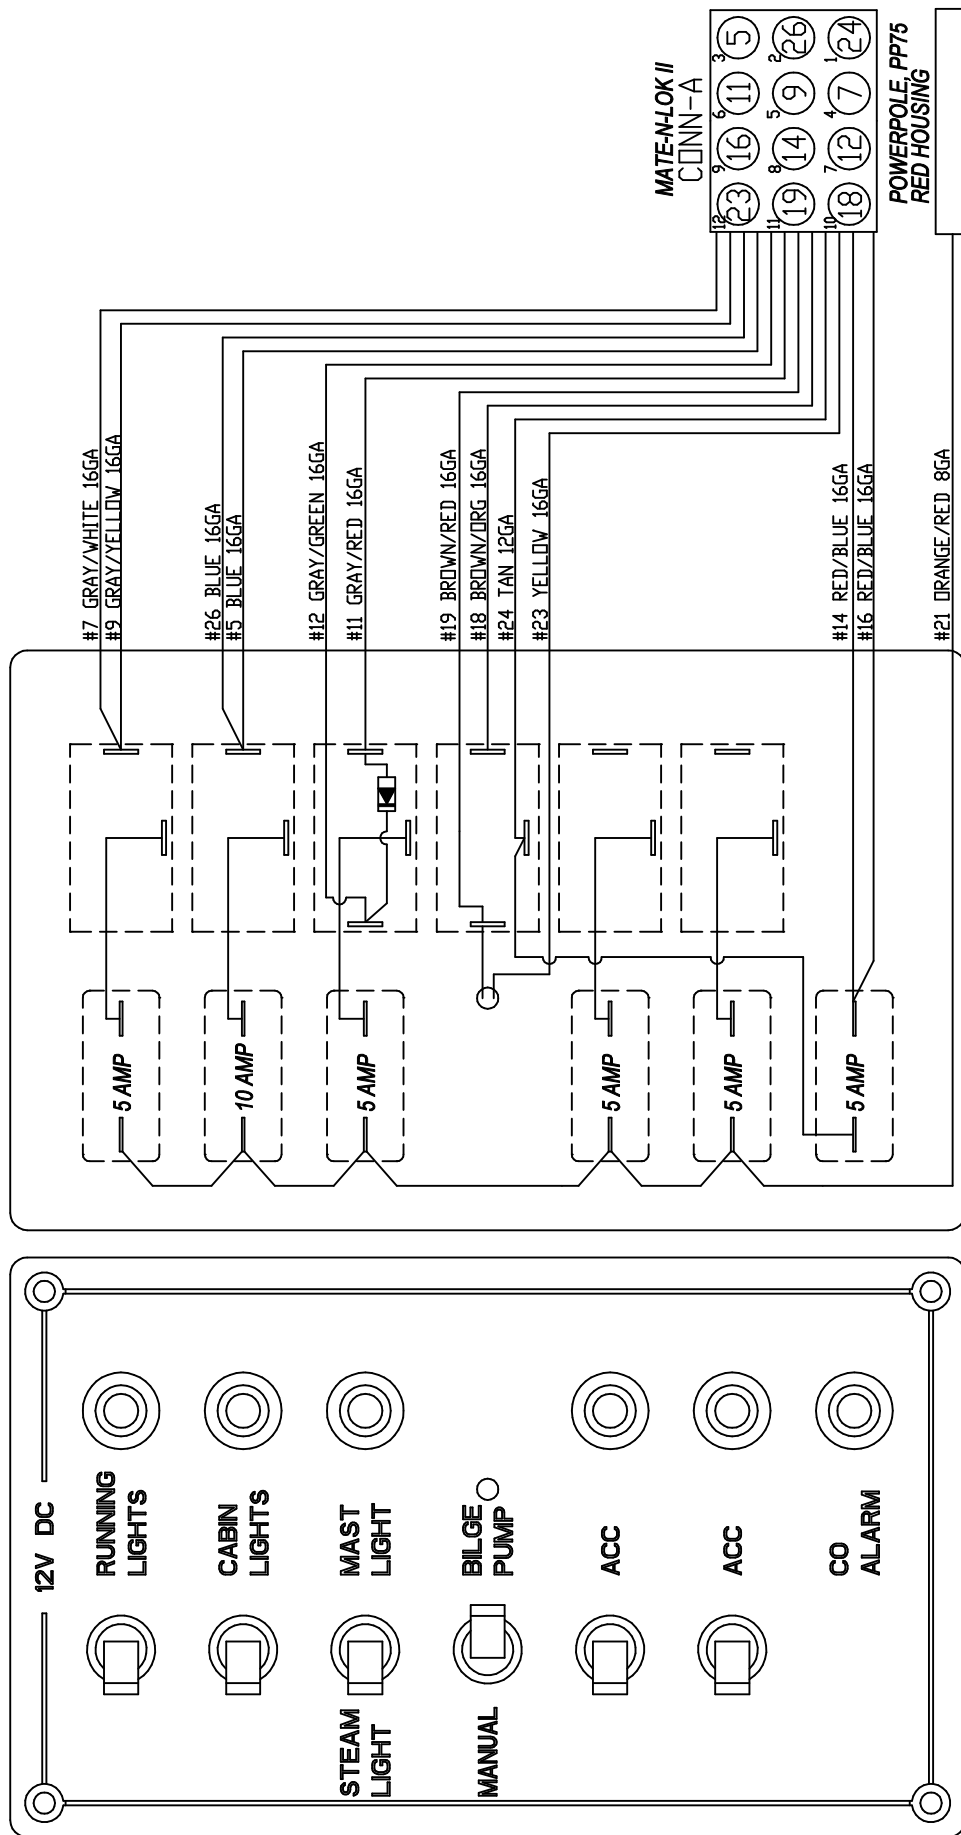 12V DC
RUNNING
LIGHTS
CABIN
LIGHTS
MAST
LIGHT
STEAM
LIGHT
BILGE
PUMP
MANUAL
ACC
ACC
CO
ALARM
5 AMP
10 AMP
5 AMP
5 AMP
5 AMP
5 AMP
#7 GRAY/WHITE 16GA
#9 GRAY/YELLOW 16GA
#26 BLUE 16GA
#5 BLUE 16GA
#12 GRAY/GREEN 16GA
#11 GRAY/RED 16GA
#19 BROWN/RED 16GA
#18 BROWN/ORG 16GA
#24 TAN 12GA
#23 YELLOW 16GA
#14 RED/BLUE 16GA
#16 RED/BLUE 16GA
#21 ORANGE/RED 8GA
MATE-N-LOK II
CONN-A
12 23 9 16 6 11 3 5
11 19 8 14 5 9 2 26
10 18 7 12 4 7 1 24
POWERPOLE, PP75
RED HOUSING